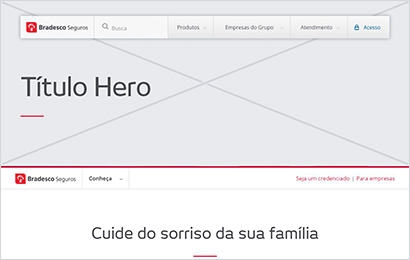 Bradesco Seguros Busca Produtos Empresas do Grupo Atendimento Acesso
Título Hero
Bradesco Seguros Conheça Seja um credenciado | Para empresas
Cuide do sorriso da sua família